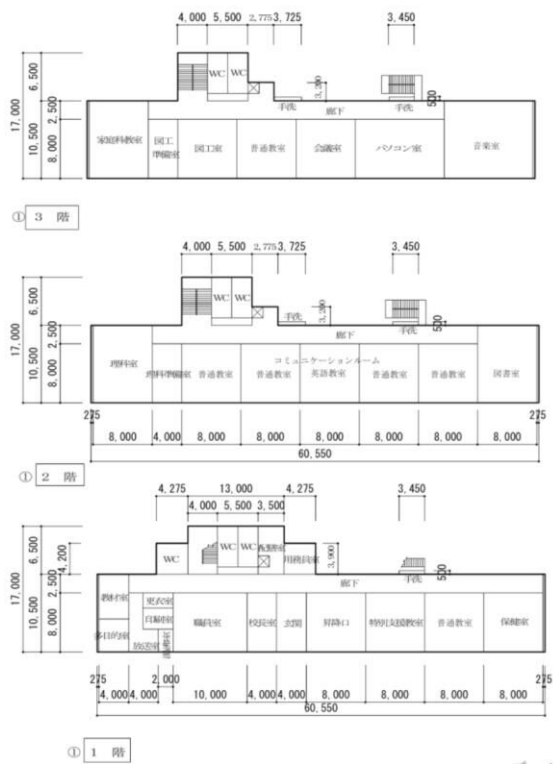 4,000 5,500 2,775 3,725 3,450
17,000
6,500
2,500
10,500
8,000
WC WC
3,200
500
手洗
手洗
廊下
家庭科教室 図工準備室 図工室 普通教室 会議室 パソコン室 音楽室
① 3 階
4,000 5,500 2,775 3,725 3,450
17,000
6,500
2,500
10,500
8,000
WC WC
3,200
500
手洗
手洗
廊下
コミュニケーションルーム
理科室 理科準備室 普通教室 普通教室 英語教室 普通教室 普通教室 図書室
275 275
8,000 4,000 8,000 8,000 8,000 8,000 8,000 8,000
60,550
① 2 階
4,275 13,000 4,275 3,450
4,000 5,500 3,500
17,000
6,500
4,200
2,500
10,500
8,000
WC
WC WC
配膳室
用務員室
3,900
500
手洗
廊下
教材室
更衣室
印刷室
多目的室
放送室
職員室 校長室 玄関 昇降口 特別支援教室 普通教室 保健室
275 2,000 275
4,000 4,000 10,000 4,000 4,000 8,000 8,000 8,000 8,000
60,550
① 1 階